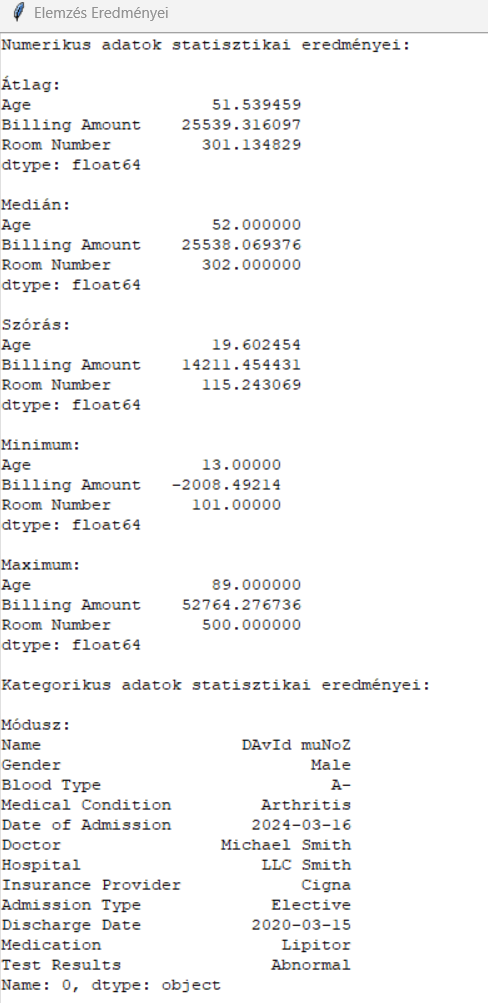 Elemzés Eredményei
Numerikus adatok statisztikai eredményei:
Átlag:
Age 51.539459
Billing Amount 25539.316097
Room Number 301.134829
dtype: float64
Medián:
Age 52.000000
Billing Amount 25538.069376
Room Number 302.000000
dtype: float64
Szórás:
Age 19.602454
Billing Amount 14211.454431
Room Number 115.243069
dtype: float64
Minimum:
Age 13.00000
Billing Amount -2008.49214
Room Number 101.00000
dtype: float64
Maximum:
Age 89.000000
Billing Amount 52764.276736
Room Number 500.000000
dtype: float64
Kategorikus adatok statisztikai eredményei:
Módusz:
Name DAvId muNoZ
Gender Male
Blood Type A-
Medical Condition Arthritis
Date of Admission 2024-03-16
Doctor Michael Smith
Hospital LLC Smith
Insurance Provider Cigna
Admission Type Elective
Discharge Date 2020-03-15
Medication Lipitor
Test Results Abnormal
Name: 0, dtype: object